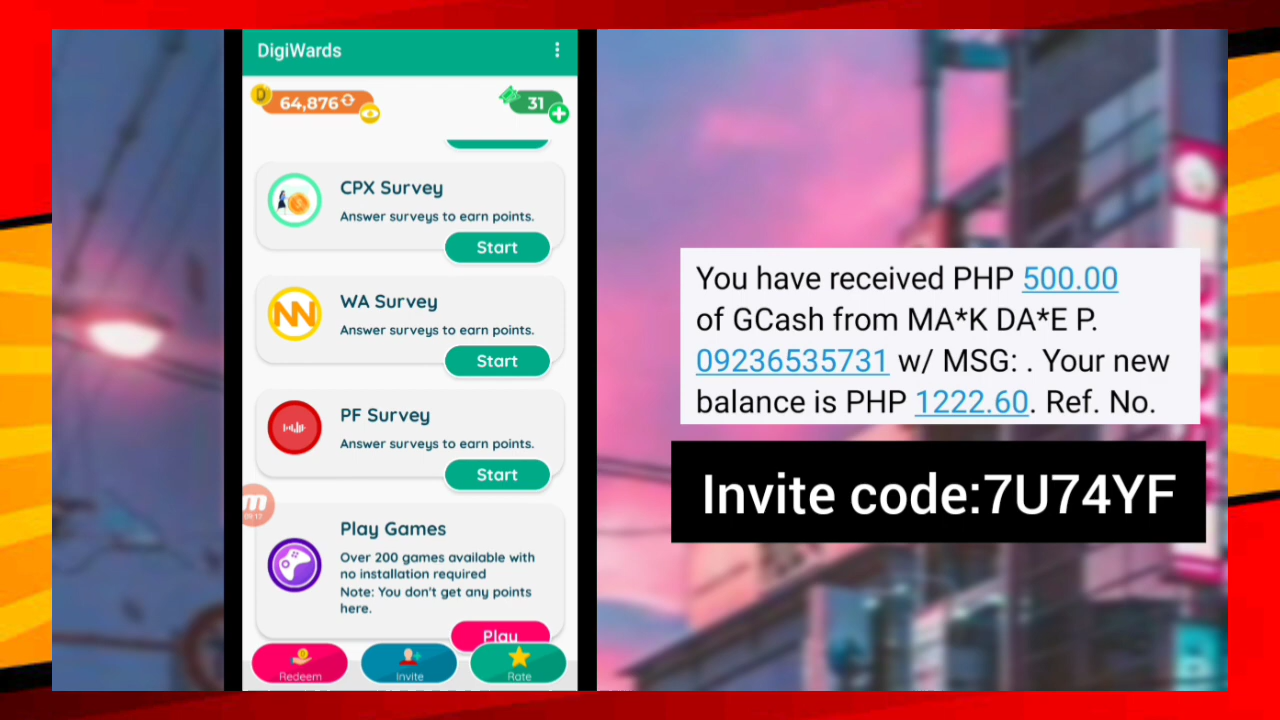 DigiWards
64,876
31
CPX Survey
Answer surveys to earn points.
Start
WA Survey
Answer surveys to earn points.
Start
PF Survey
Answer surveys to earn points.
Start
09:17
Play Games
Over 200 games available with
no installation required
Note: You don't get any points
here.
Play
Redeem
Invite
Rate
You have received PHP 500.00
of GCash from MA*K DA*E P.
09236535731 w/ MSG: . Your new
balance is PHP 1222.60. Ref. No.
Invite code:7U74YF